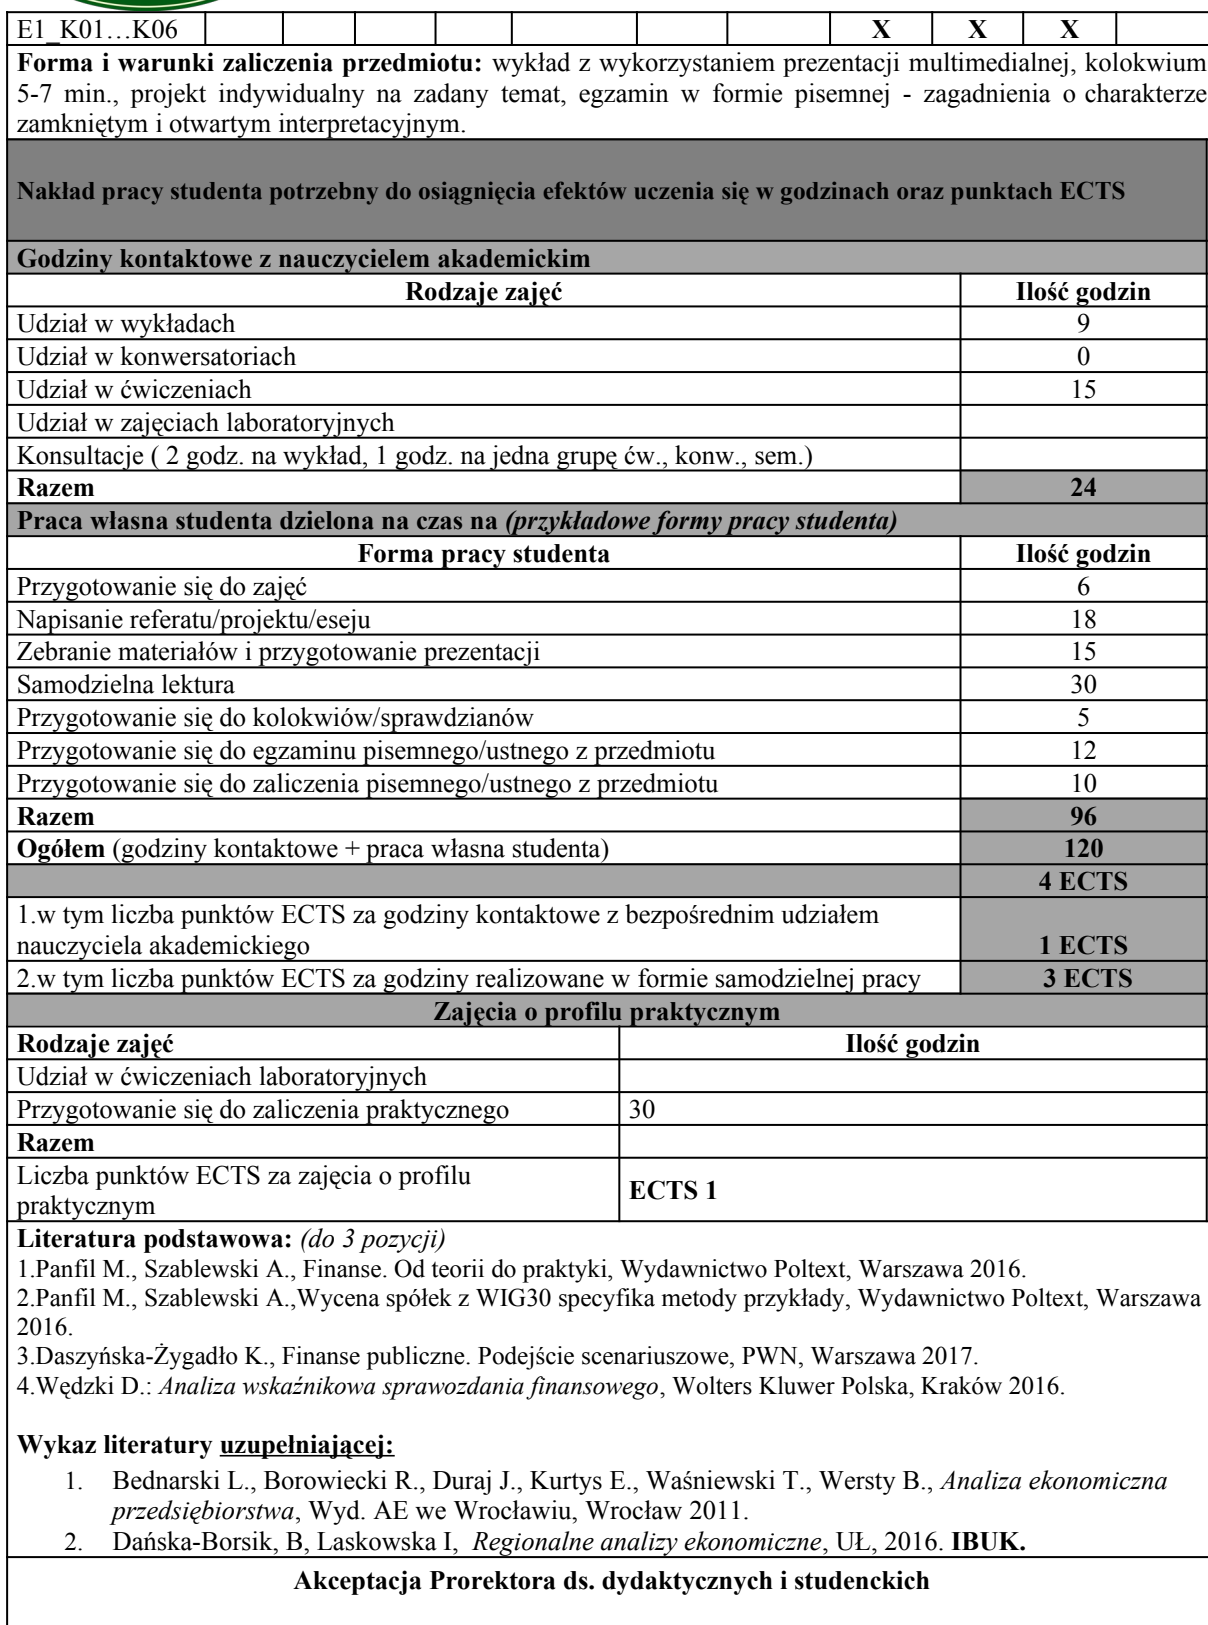 E1_K01…K06 X X X
Forma i warunki zaliczenia przedmiotu: wykład z wykorzystaniem prezentacji multimedialnej, kolokwium
5-7 min., projekt indywidualny na zadany temat, egzamin w formie pisemnej - zagadnienia o charakterze
zamkniętym i otwartym interpretacyjnym.
Nakład pracy studenta potrzebny do osiągnięcia efektów uczenia się w godzinach oraz punktach ECTS
Godziny kontaktowe z nauczycielem akademickim
Rodzaje zajęć Ilość godzin
Udział w wykładach 9
Udział w konwersatoriach 0
Udział w ćwiczeniach 15
Udział w zajęciach laboratoryjnych
Konsultacje ( 2 godz. na wykład, 1 godz. na jedna grupę ćw., konw., sem.)
Razem 24
Praca własna studenta dzielona na czas na (przykładowe formy pracy studenta)
Forma pracy studenta Ilość godzin
Przygotowanie się do zajęć 6
Napisanie referatu/projektu/eseju 18
Zebranie materiałów i przygotowanie prezentacji 15
Samodzielna lektura 30
Przygotowanie się do kolokwiów/sprawdzianów 5
Przygotowanie się do egzaminu pisemnego/ustnego z przedmiotu 12
Przygotowanie się do zaliczenia pisemnego/ustnego z przedmiotu 10
Razem 96
Ogółem (godziny kontaktowe + praca własna studenta) 120
4 ECTS
1.w tym liczba punktów ECTS za godziny kontaktowe z bezpośrednim udziałem
nauczyciela akademickiego 1 ECTS
2.w tym liczba punktów ECTS za godziny realizowane w formie samodzielnej pracy 3 ECTS
Zajęcia o profilu praktycznym
Rodzaje zajęć Ilość godzin
Udział w ćwiczeniach laboratoryjnych
Przygotowanie się do zaliczenia praktycznego 30
Razem
Liczba punktów ECTS za zajęcia o profilu
praktycznym ECTS 1
Literatura podstawowa: (do 3 pozycji)
1.Panfil M., Szablewski A., Finanse. Od teorii do praktyki, Wydawnictwo Poltext, Warszawa 2016.
2.Panfil M., Szablewski A.,Wycena spółek z WIG30 specyfika metody przykłady, Wydawnictwo Poltext, Warszawa
2016.
3.Daszyńska-Żygadło K., Finanse publiczne. Podejście scenariuszowe, PWN, Warszawa 2017.
4.Wędzki D.: Analiza wskaźnikowa sprawozdania finansowego, Wolters Kluwer Polska, Kraków 2016.
Wykaz literatury uzupełniającej:
1. Bednarski L., Borowiecki R., Duraj J., Kurtys E., Waśniewski T., Wersty B., Analiza ekonomiczna
przedsiębiorstwa, Wyd. AE we Wrocławiu, Wrocław 2011.
2. Dańska-Borsik, B, Laskowska I, Regionalne analizy ekonomiczne, UŁ, 2016. IBUK.
Akceptacja Prorektora ds. dydaktycznych i studenckich